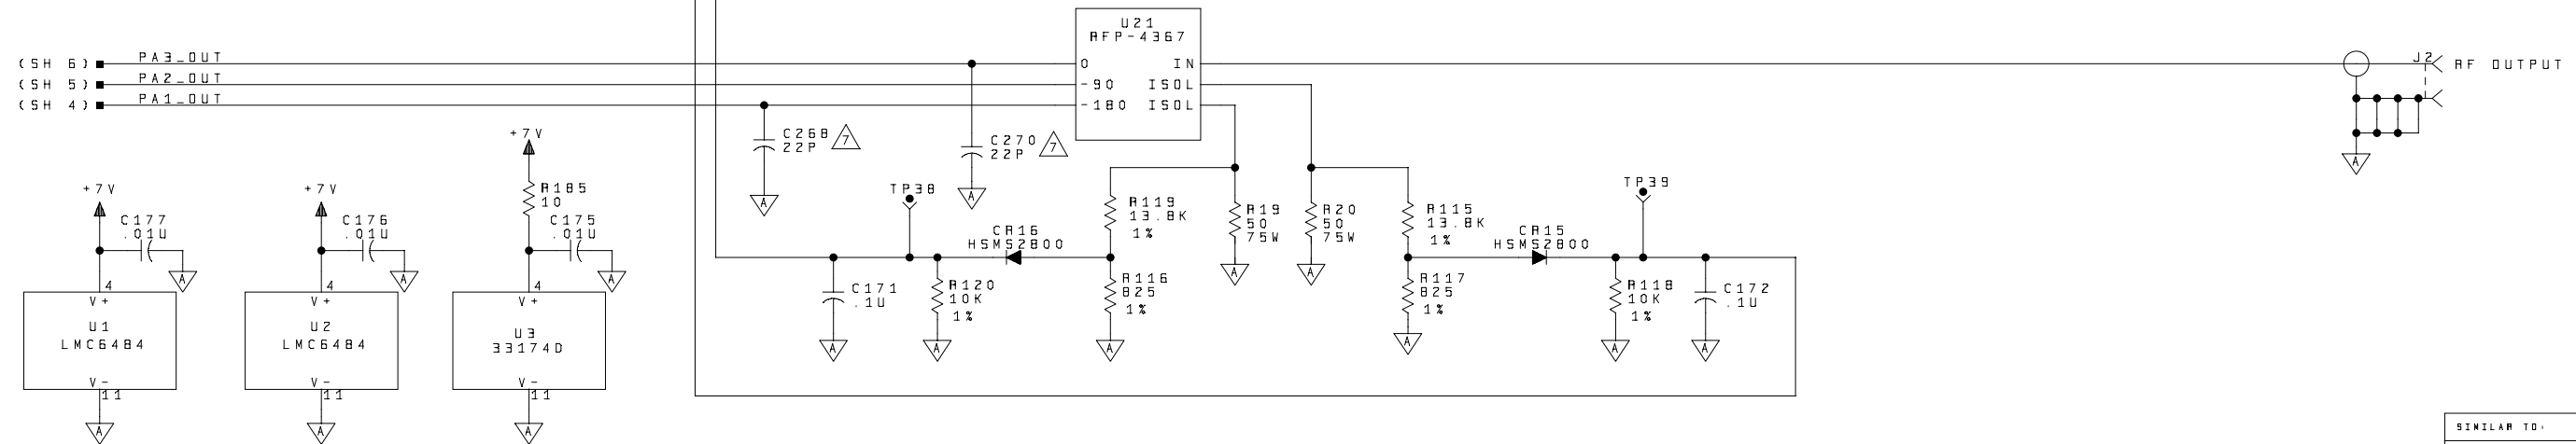 U21
RFP-4367
(SH 6) PA3_OUT 0 IN
(SH 5) PA2_OUT -90 ISOL
(SH 4) PA1_OUT -180 ISOL
J2 RF OUTPUT
+7V
C177
.01U
A
4
V+
U1
LMC6484
V-
11
A
+7V
C176
.01U
A
4
V+
U2
LMC6484
V-
11
A
+7V
R185
10
C175
.01U
A
4
V+
U3
33174D
V-
11
A
C268
22P
7
A
C270
22P
7
A
TP38
CR16
HSMS2800
C171
.1U
A
R120
10K
1%
A
R119
13.8K
1%
R116
825
1%
A
R19
50
75W
A
R20
50
75W
A
R115
13.8K
1%
R117
825
1%
A
CR15
HSMS2800
TP39
R118
10K
1%
A
C172
.1U
A
A
SIMILAR TO: